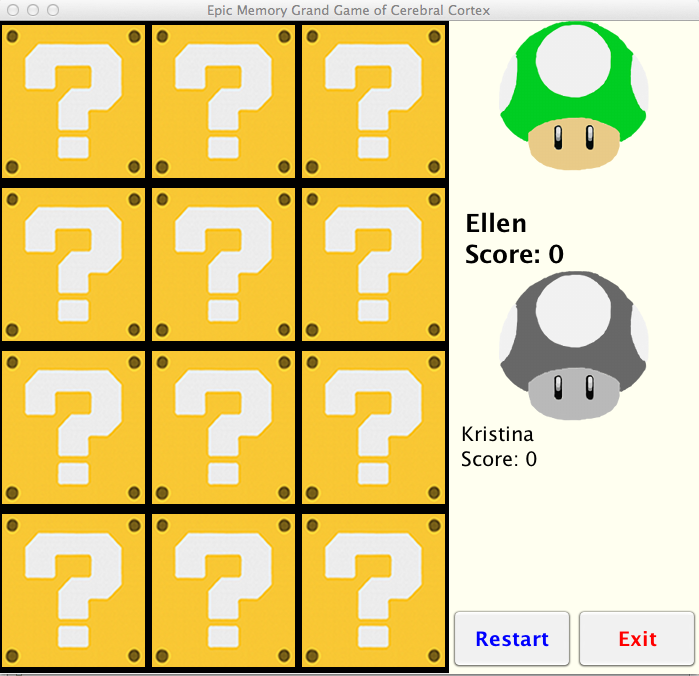 Epic Memory Grand Game of Cerebral Cortex
? ? ?
? ? ?
? ? ?
? ? ?
Ellen
Score: 0
Kristina
Score: 0
Restart Exit